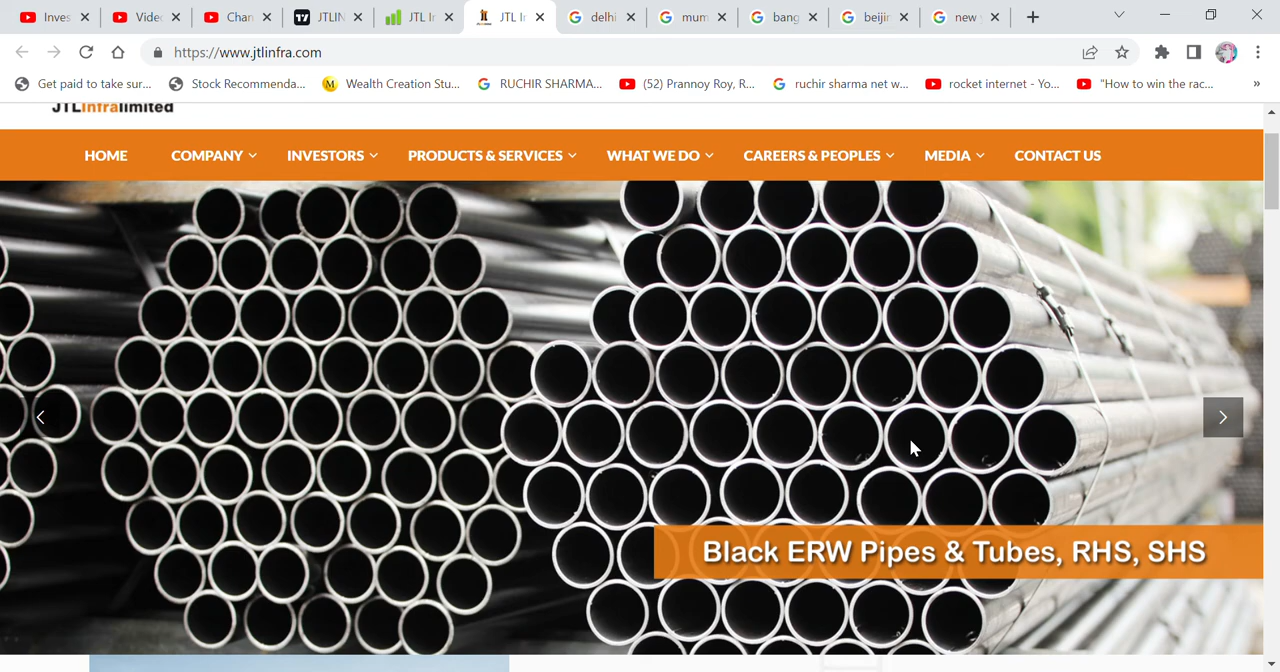 Inves
Vide
Chan
JTLIN
JTL Ir
JTL Ir
delhi
mum
bang
beijir
new y
https://www.jtlinfra.com
Get paid to take sur...
Stock Recommenda...
M
Wealth Creation Stu...
RUCHIR SHARMA...
(52) Prannoy Roy, R...
ruchir sharma net w...
rocket internet - Yo...
"How to win the rac...
»
JTLInfralimited
HOME
COMPANY
INVESTORS
PRODUCTS & SERVICES
WHAT WE DO
CAREERS & PEOPLES
MEDIA
CONTACT US
Black ERW Pipes & Tubes, RHS, SHS